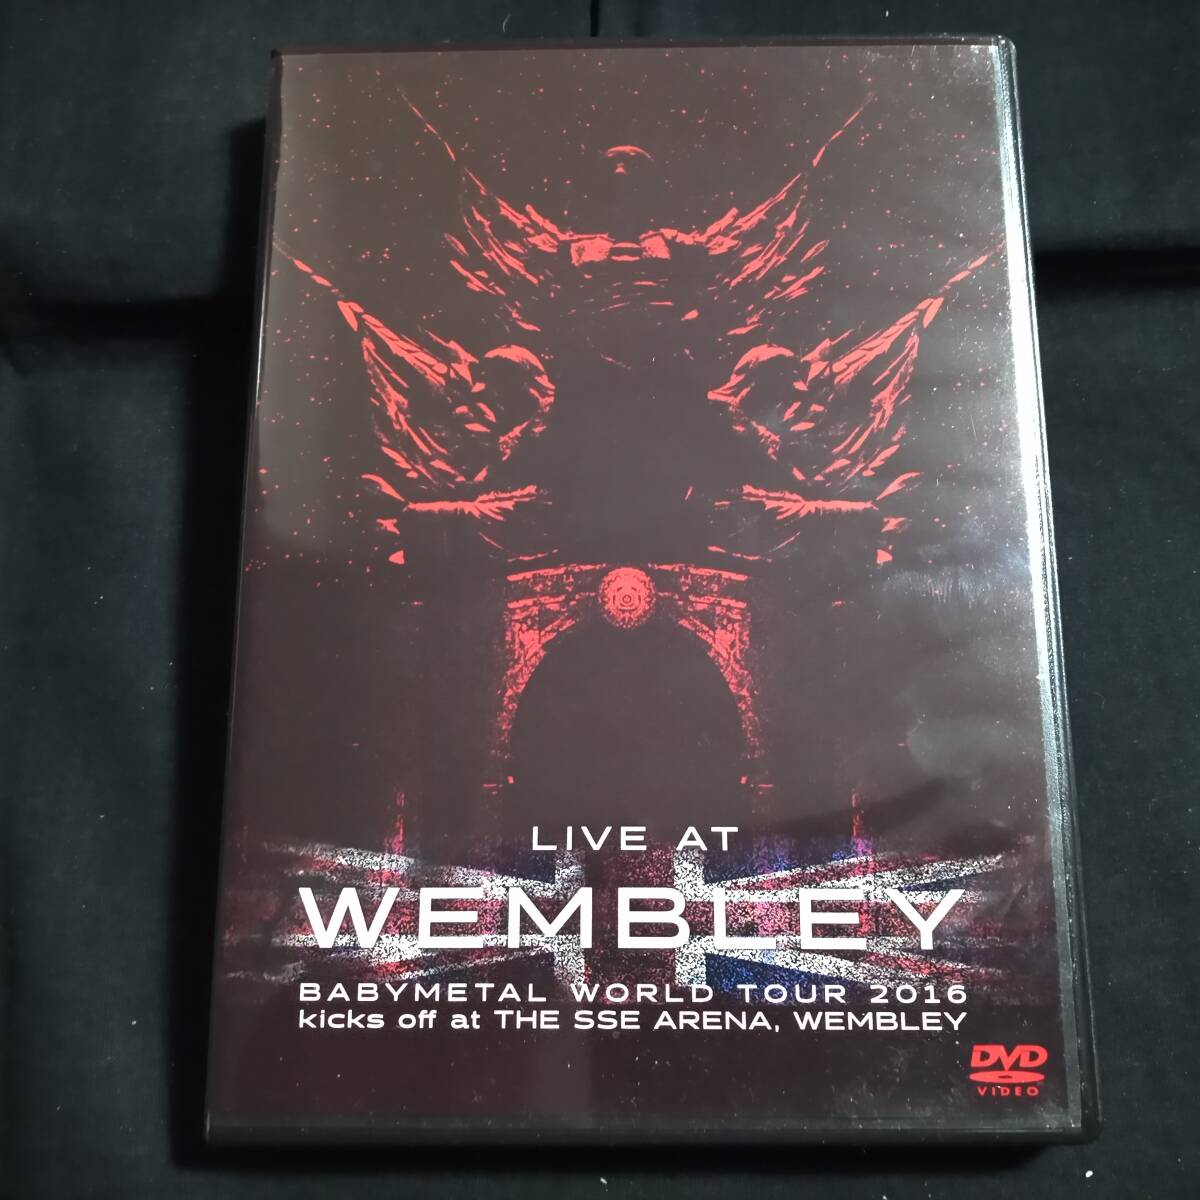 LIVE AT
WEMBLEY
BABYMETAL WORLD TOUR 2016
kicks off at THE SSE ARENA, WEMBLEY
DVD
VIDEO